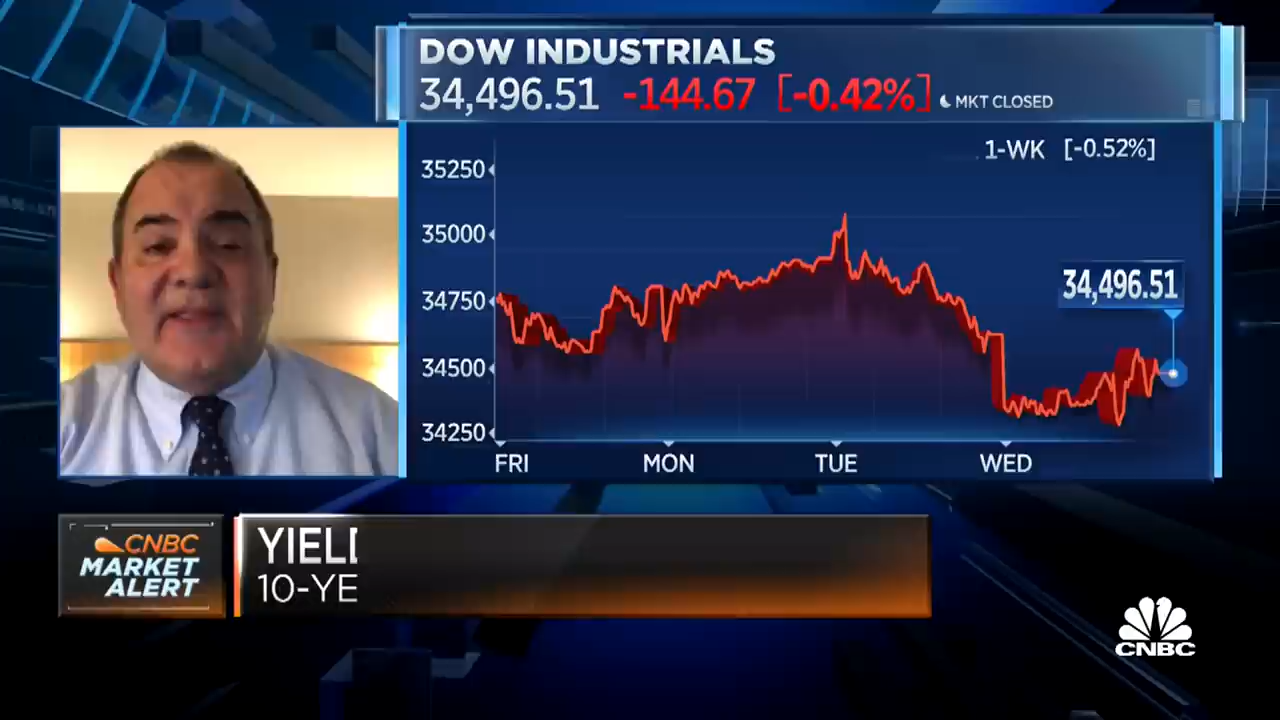 DOW INDUSTRIALS
34,496.51 -144.67 [-0.42%] MKT CLOSED
1-WK [-0.52%]
35250
35000
34750
34500
34250
34,496.51
FRI MON TUE WED
CNBC
MARKET
ALERT
YIEL
10-YE
CNBC